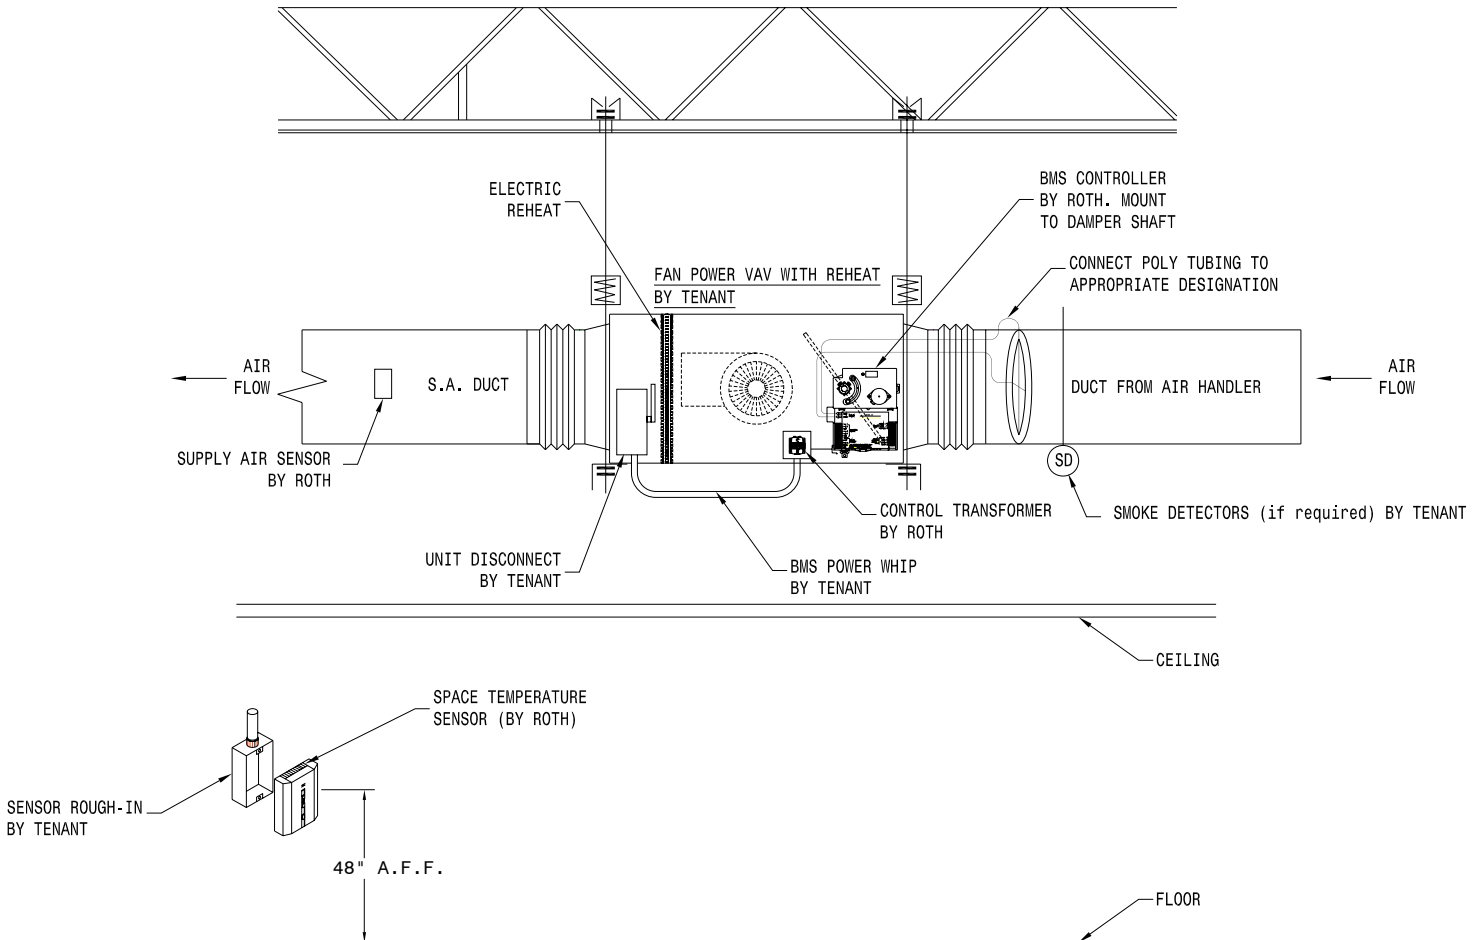 ELECTRIC
REHEAT
BMS CONTROLLER
BY ROTH. MOUNT
TO DAMPER SHAFT
FAN POWER VAV WITH REHEAT
BY TENANT
CONNECT POLY TUBING TO
APPROPRIATE DESIGNATION
AIR
FLOW
S.A. DUCT
DUCT FROM AIR HANDLER
AIR
FLOW
SUPPLY AIR SENSOR
BY ROTH
SD
CONTROL TRANSFORMER
BY ROTH
SMOKE DETECTORS (if required) BY TENANT
UNIT DISCONNECT
BY TENANT
BMS POWER WHIP
BY TENANT
CEILING
SPACE TEMPERATURE
SENSOR (BY ROTH)
SENSOR ROUGH-IN
BY TENANT
48" A.F.F.
FLOOR